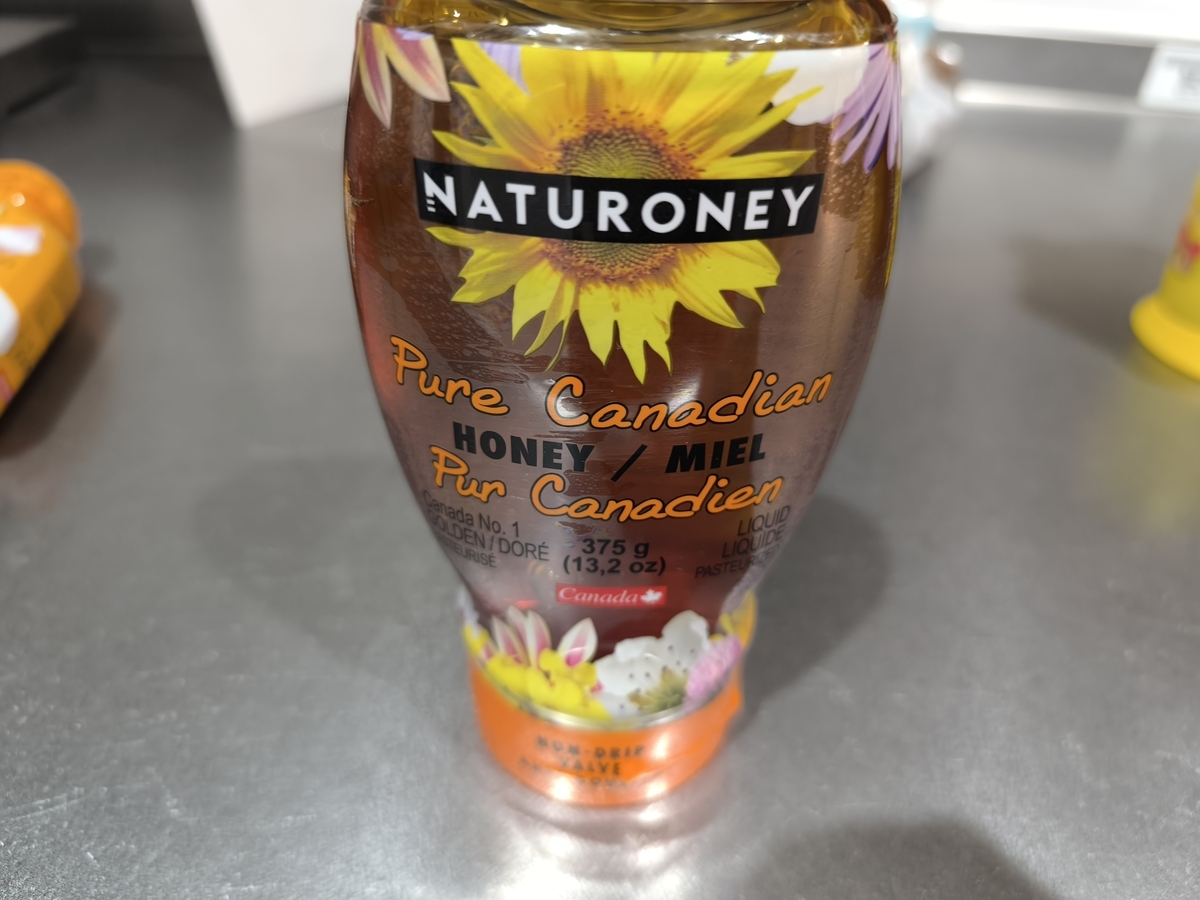 NATURONEY
Pure Canadian
HONEY / MIEL
Pur Canadien
Canada No. 1
GOLDEN / DORÉ
375 g
(13,2 oz)
LIQUID
LIQUIDE
Canada
NON-DRIP
VALVE